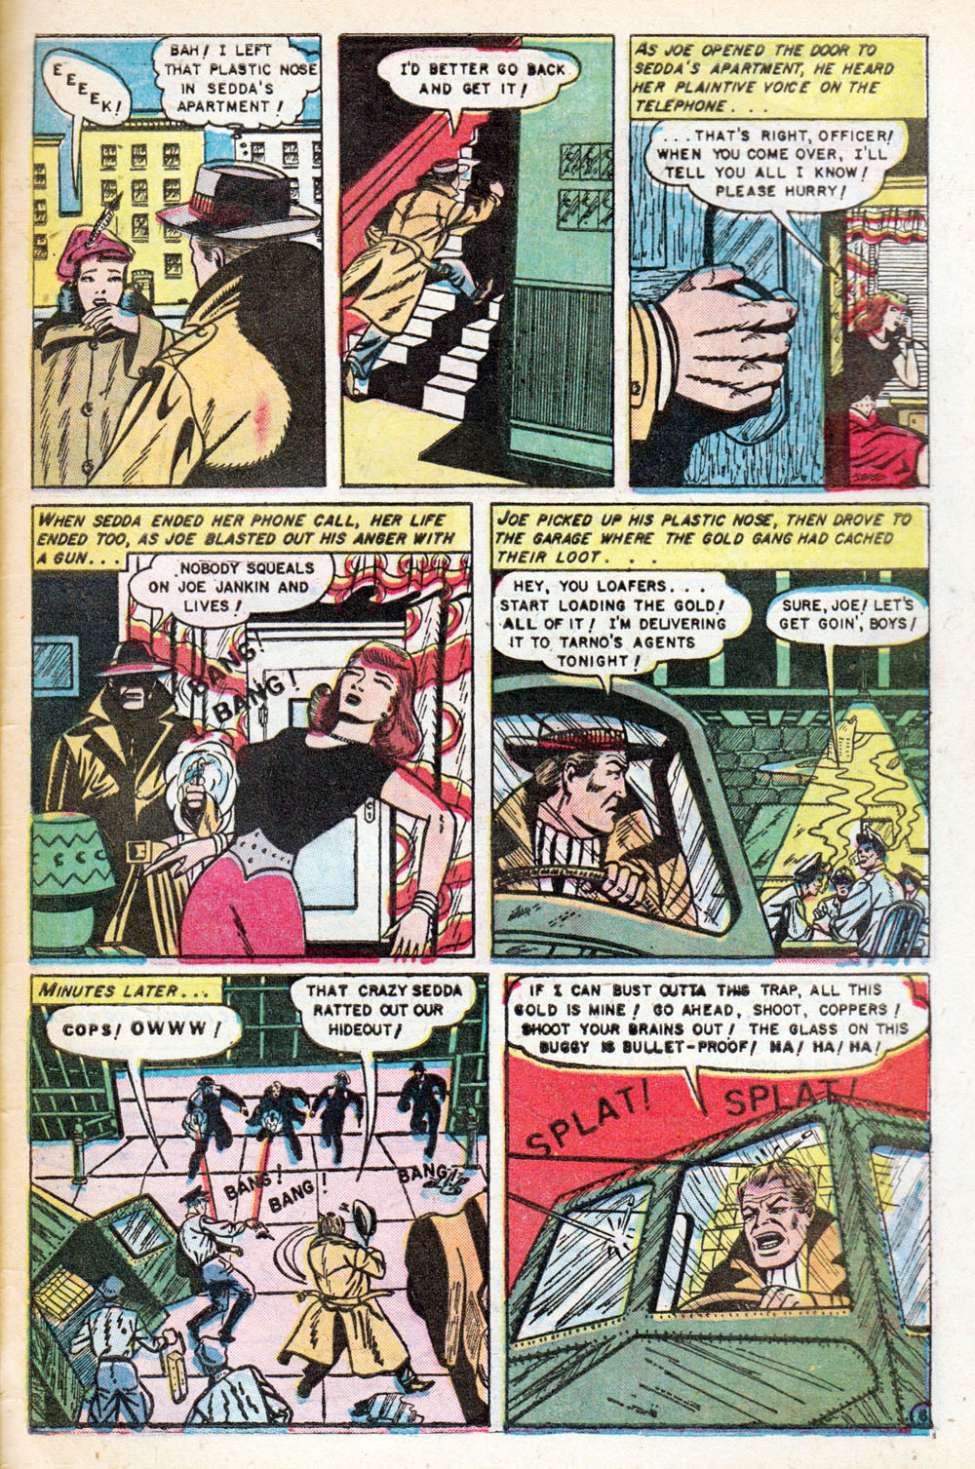 EEEEK!
BAH! I LEFT
THAT PLASTIC NOSE
IN SEDDA'S
APARTMENT!
I'D BETTER GO BACK
AND GET IT!
AS JOE OPENED THE DOOR TO
SEDDA'S APARTMENT, HE HEARD
HER PLAINTIVE VOICE ON THE
TELEPHONE...
...THAT'S RIGHT, OFFICER!
WHEN YOU COME OVER, I'LL
TELL YOU ALL I KNOW!
PLEASE HURRY!
WHEN SEDDA ENDED HER PHONE CALL, HER LIFE
ENDED TOO, AS JOE BLASTED OUT HIS ANGER WITH
A GUN...
NOBODY SQUEALS
ON JOE JANKIN AND
LIVES!
BANG!
BANG!
JOE PICKED UP HIS PLASTIC NOSE, THEN DROVE TO
THE GARAGE WHERE THE GOLD GANG HAD CACHED
THEIR LOOT. . . .
HEY, YOU LOAFERS...
START LOADING THE GOLD!
ALL OF IT! I'M DELIVERING
IT TO TARNO'S AGENTS
TONIGHT!
SURE, JOE! LET'S
GET GOIN', BOYS!
MINUTES LATER...
COPS! OWWW!
THAT CRAZY SEDDA
RATTED OUT OUR
HIDEOUT!
BANG!
BANG!
BANG!
IF I CAN BUST OUTTA THIS TRAP, ALL THIS
GOLD IS MINE! GO AHEAD, SHOOT, COPPERS!
SHOOT YOUR BRAINS OUT! THE GLASS ON THIS
BUGGY IS BULLET-PROOF! HA! HA! HA!
SPLAT!
SPLAT!